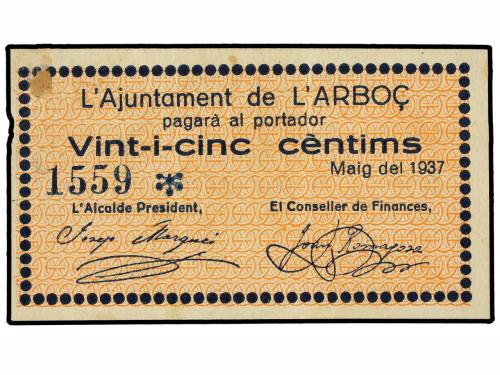 L'Ajuntament de L'ARBOÇ
pagarà al portador
Vint-i-cinc cèntims
Maig del 1937
1559 *
L'Alcalde President, El Conseller de Finances,
Josep